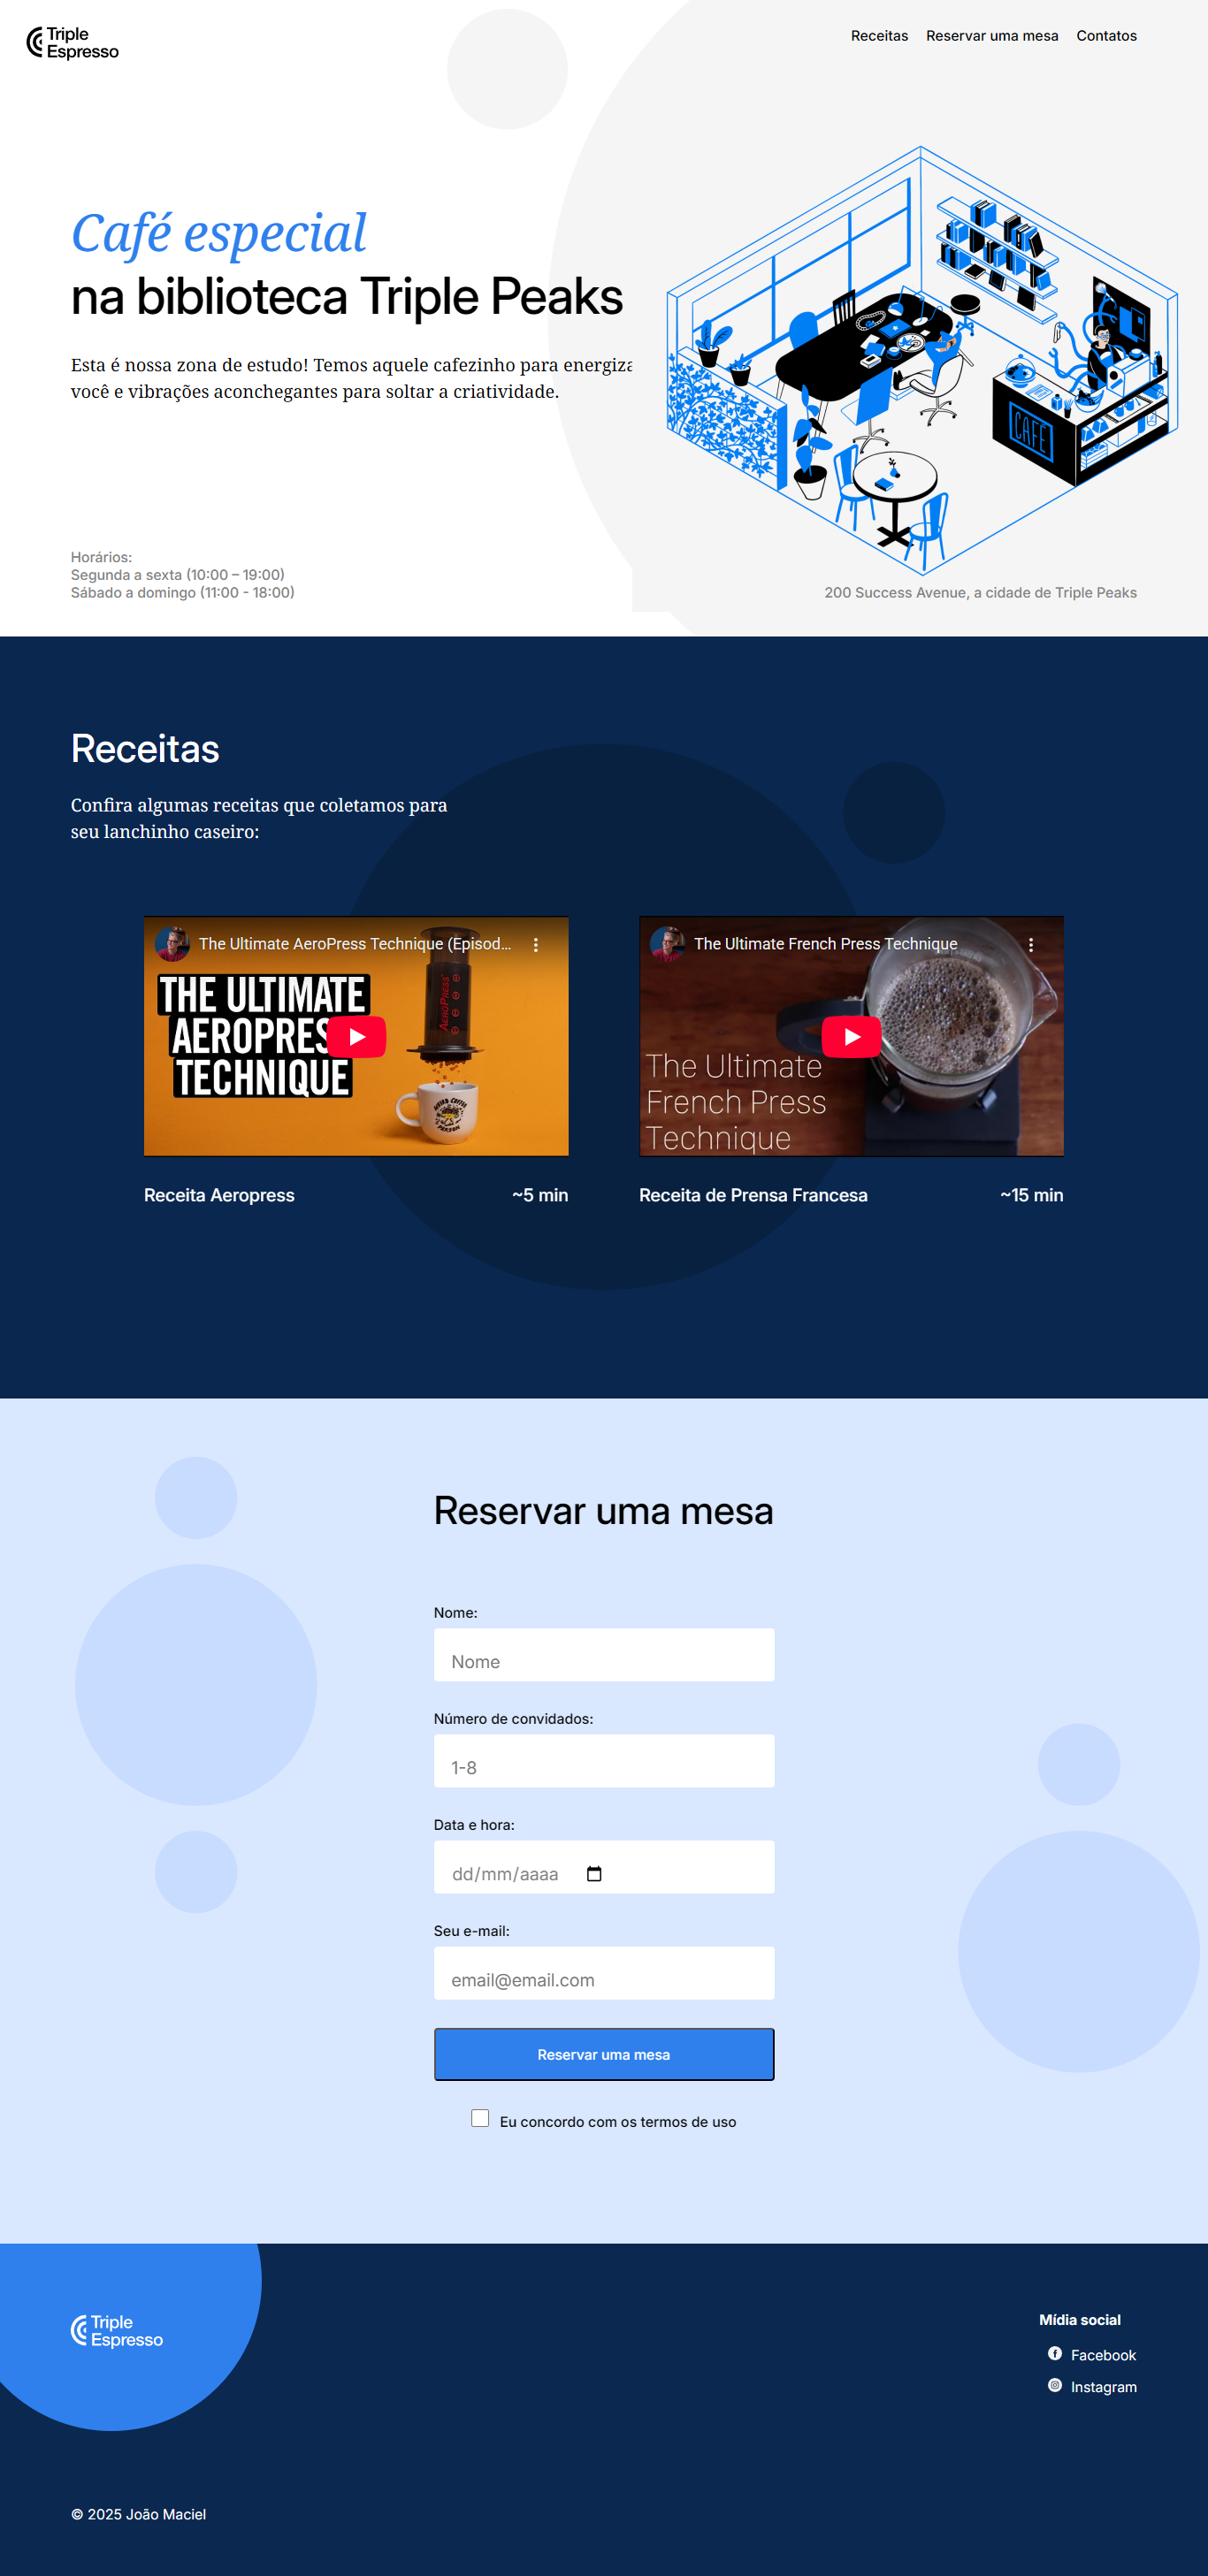 Triple
Espresso
Receitas Reservar uma mesa Contatos
Café especial
na biblioteca Triple Peaks
Esta é nossa zona de estudo! Temos aquele cafezinho para energiza
você e vibrações aconchegantes para soltar a criatividade.
CAFÉ
Horários:
Segunda a sexta (10:00 – 19:00)
Sábado a domingo (11:00 - 18:00)
200 Success Avenue, a cidade de Triple Peaks
Receitas
Confira algumas receitas que coletamos para
seu lanchinho caseiro:
The Ultimate AeroPress Technique (Episod...
THE ULTIMATE
AEROPRES
TECHNIQUE
AEROPRESS
Receita Aeropress ~5 min
The Ultimate French Press Technique
The Ultimate
French Press
Technique
Receita de Prensa Francesa ~15 min
Reservar uma mesa
Nome:
Nome
Número de convidados:
1-8
Data e hora:
dd/mm/aaaa
Seu e-mail:
email@email.com
Reservar uma mesa
Eu concordo com os termos de uso
Triple
Espresso
Mídia social
Facebook
Instagram
© 2025 João Maciel